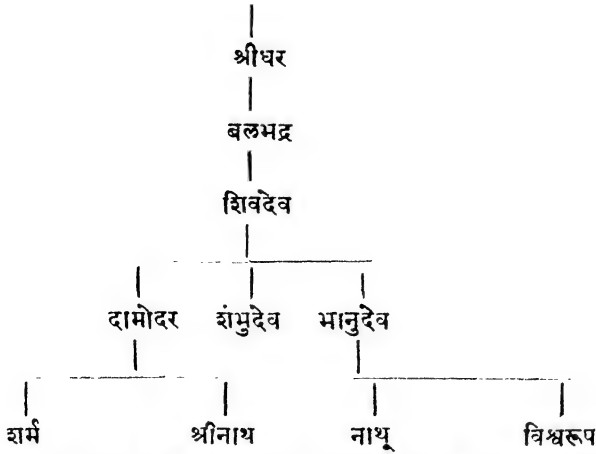 श्रीधर
बलभद्र
शिवदेव
दामोदर शंभुदेव भानुदेव
शर्म श्रीनाथ नाथू विश्वरूप